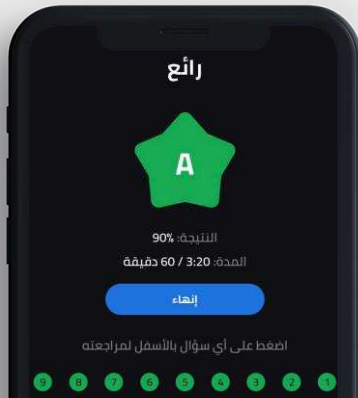 رائع
A
النتيجة: 90%
المدة: 3:20 / 60 دقيقة
إنهاء
اضغط على أي سؤال بالأسفل لمراجعته
1 2 3 4 5 6 7 8 9